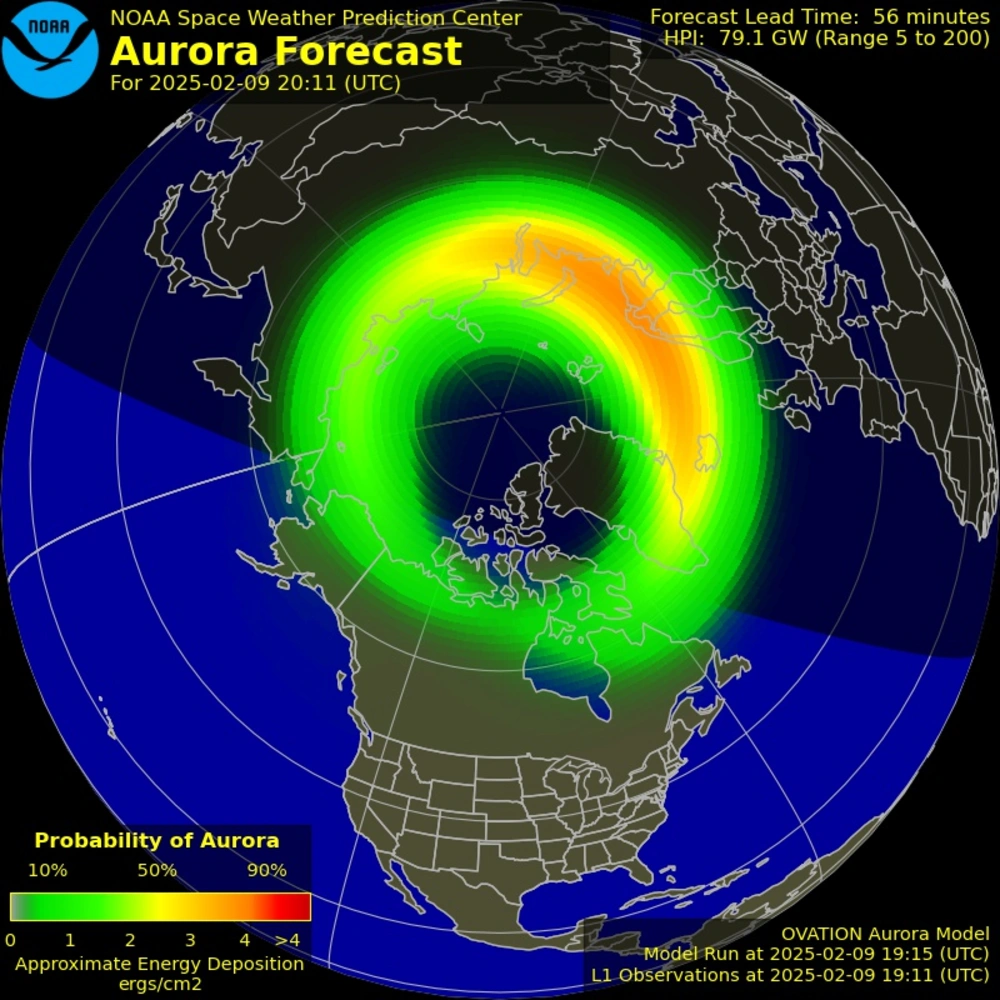 NOAA
NOAA Space Weather Prediction Center
Aurora Forecast
For 2025-02-09 20:11 (UTC)
Forecast Lead Time: 56 minutes
HPI: 79.1 GW (Range 5 to 200)
Probability of Aurora
10% 50% 90%
0 1 2 3 4 >4
Approximate Energy Deposition
ergs/cm2
OVATION Aurora Model
Model Run at 2025-02-09 19:15 (UTC)
L1 Observations at 2025-02-09 19:11 (UTC)